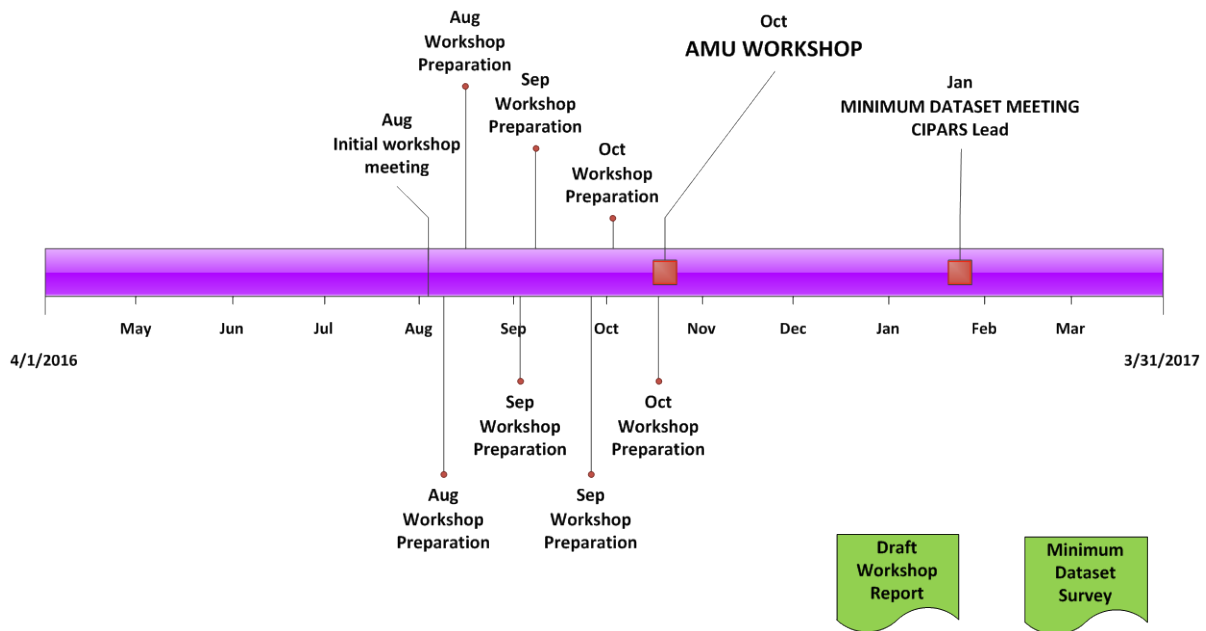 Aug
Workshop
Preparation
Oct
AMU WORKSHOP
Sep
Workshop
Preparation
Jan
MINIMUM DATASET MEETING
CIPARS Lead
Aug
Initial workshop
meeting
Oct
Workshop
Preparation
May Jun Jul Aug Sep Oct Nov Dec Jan Feb Mar
4/1/2016 3/31/2017
Sep
Workshop
Preparation
Oct
Workshop
Preparation
Aug
Workshop
Preparation
Sep
Workshop
Preparation
Draft
Workshop
Report
Minimum
Dataset
Survey